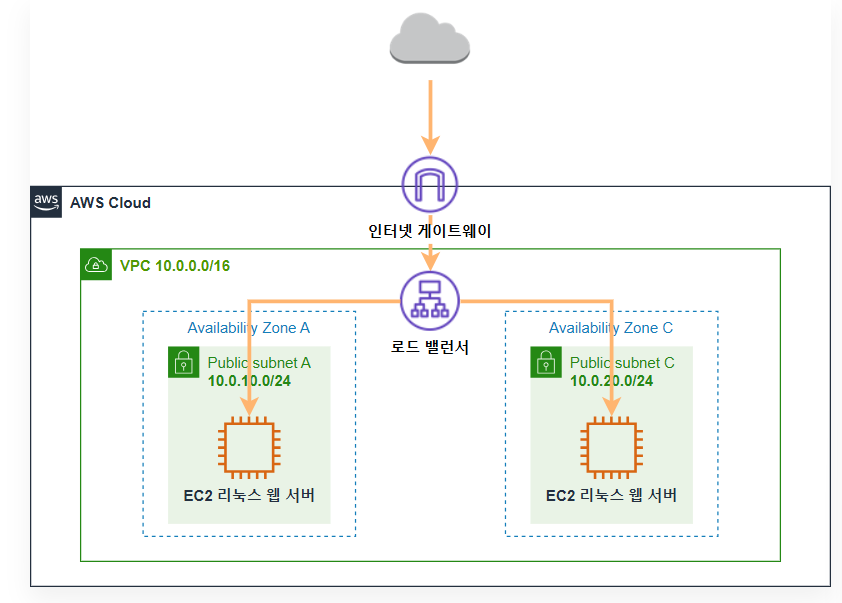 aws
AWS Cloud
인터넷 게이트웨이
VPC 10.0.0.0/16
로드 밸런서
Availability Zone A
Public subnet A
10.0.10.0/24
EC2 리눅스 웹 서버
Availability Zone C
Public subnet C
10.0.20.0/24
EC2 리눅스 웹 서버